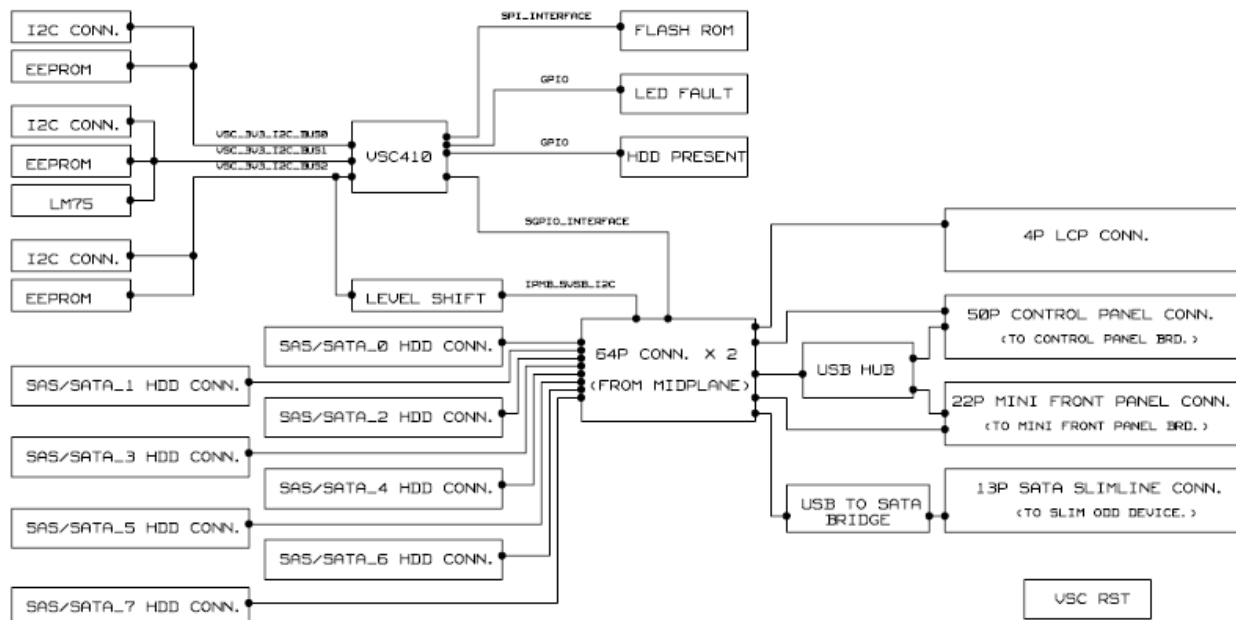 SPI_INTERFACE
I2C CONN.
FLASH ROM
EEPROM
GPIO
LED FAULT
I2C CONN.
VSC_3V3_I2C_BUS0
GPIO
VSC_3V3_I2C_BUS1
EEPROM
VSC410
HDD PRESENT
VSC_3V3_I2C_BUS2
LM75
SGPIO_INTERFACE
4P LCP CONN.
I2C CONN.
IPMB_5VSB_I2C
EEPROM
LEVEL SHIFT
50P CONTROL PANEL CONN.
(TO CONTROL PANEL BRD.)
SAS/SATA_0 HDD CONN.
64P CONN. X 2
(FROM MIDPLANE)
USB HUB
SAS/SATA_1 HDD CONN.
22P MINI FRONT PANEL CONN.
(TO MINI FRONT PANEL BRD.)
SAS/SATA_2 HDD CONN.
SAS/SATA_3 HDD CONN.
SAS/SATA_4 HDD CONN.
13P SATA SLIMLINE CONN.
(TO SLIM ODD DEVICE.)
USB TO SATA
BRIDGE
SAS/SATA_5 HDD CONN.
SAS/SATA_6 HDD CONN.
SAS/SATA_7 HDD CONN.
VSC RST